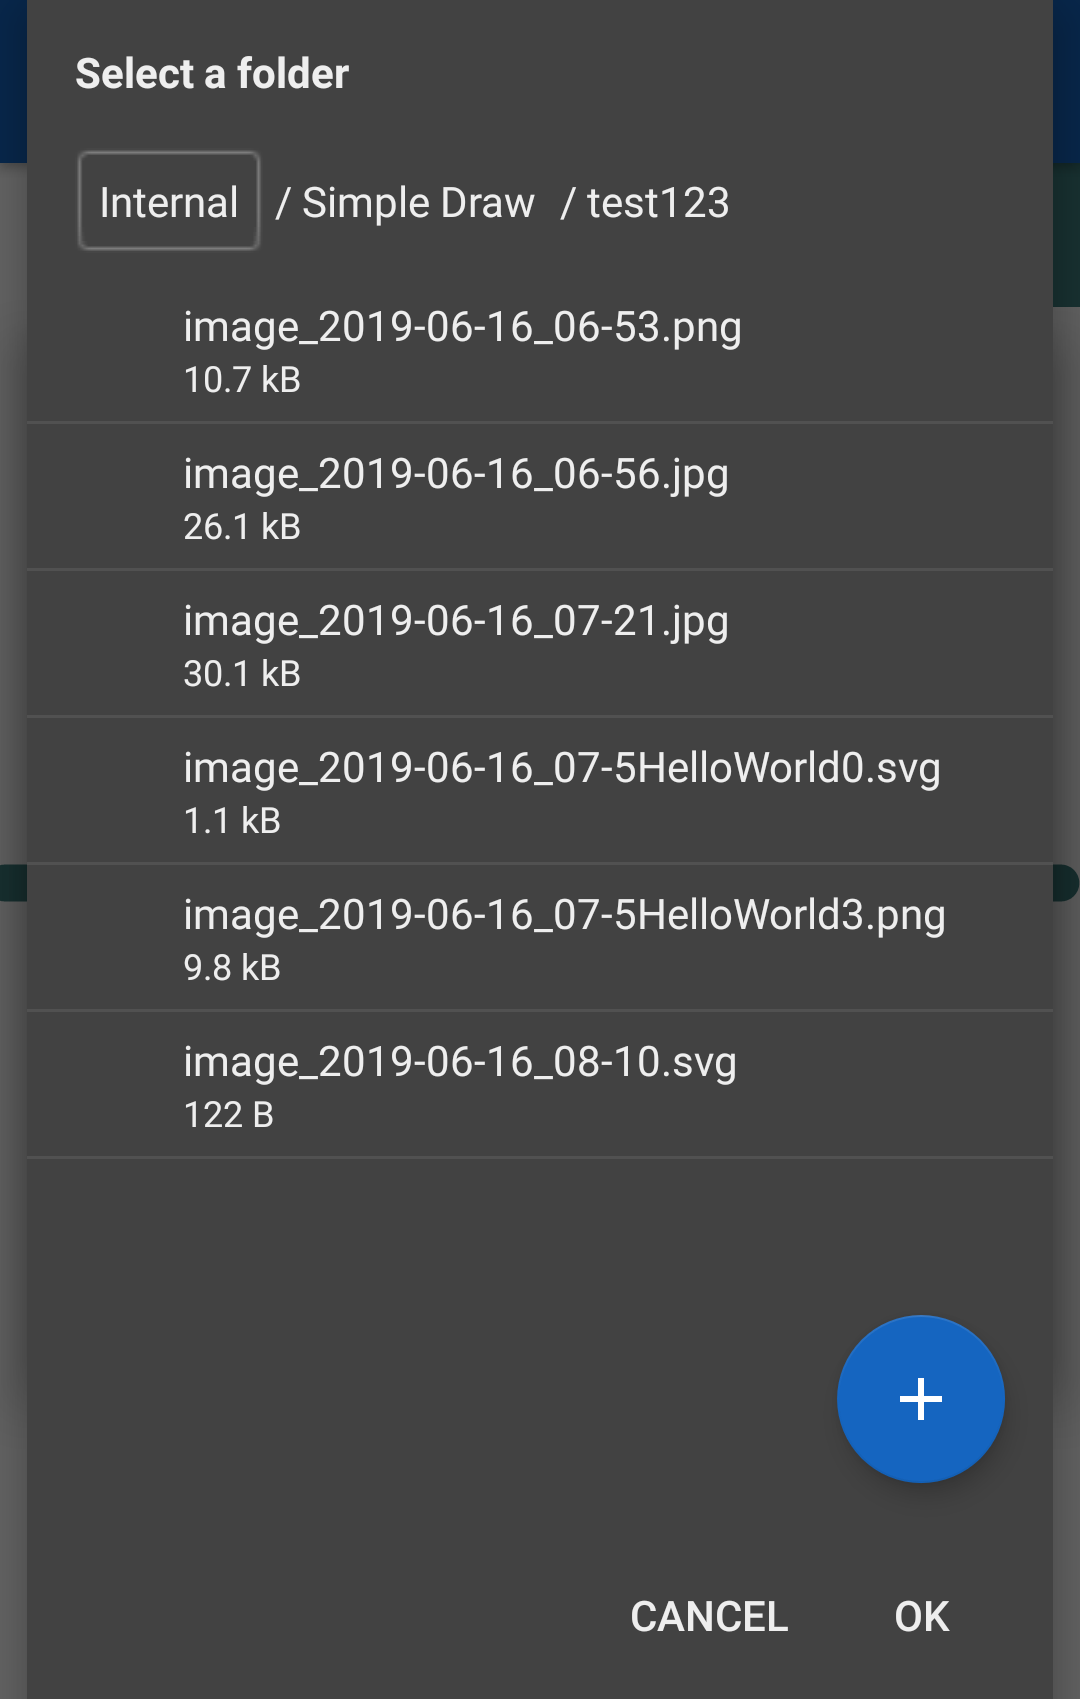 Select a folder
Internal / Simple Draw / test123
image_2019-06-16_06-53.png
10.7 kB
image_2019-06-16_06-56.jpg
26.1 kB
image_2019-06-16_07-21.jpg
30.1 kB
image_2019-06-16_07-5HelloWorld0.svg
1.1 kB
image_2019-06-16_07-5HelloWorld3.png
9.8 kB
image_2019-06-16_08-10.svg
122 B
+
CANCEL OK